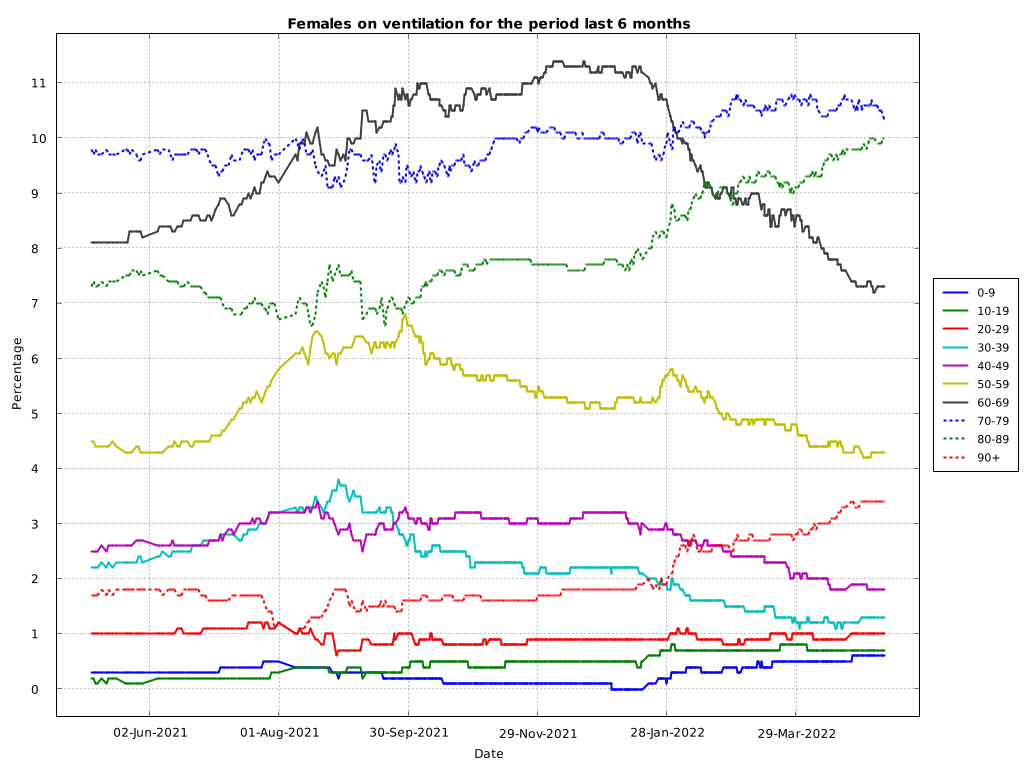 Females on ventilation for the period last 6 months
11
10
9
8
7
6
5
4
3
2
1
0
Percentage
02-Jun-2021
01-Aug-2021
30-Sep-2021
29-Nov-2021
28-Jan-2022
29-Mar-2022
Date
0-9
10-19
20-29
30-39
40-49
50-59
60-69
70-79
80-89
90+